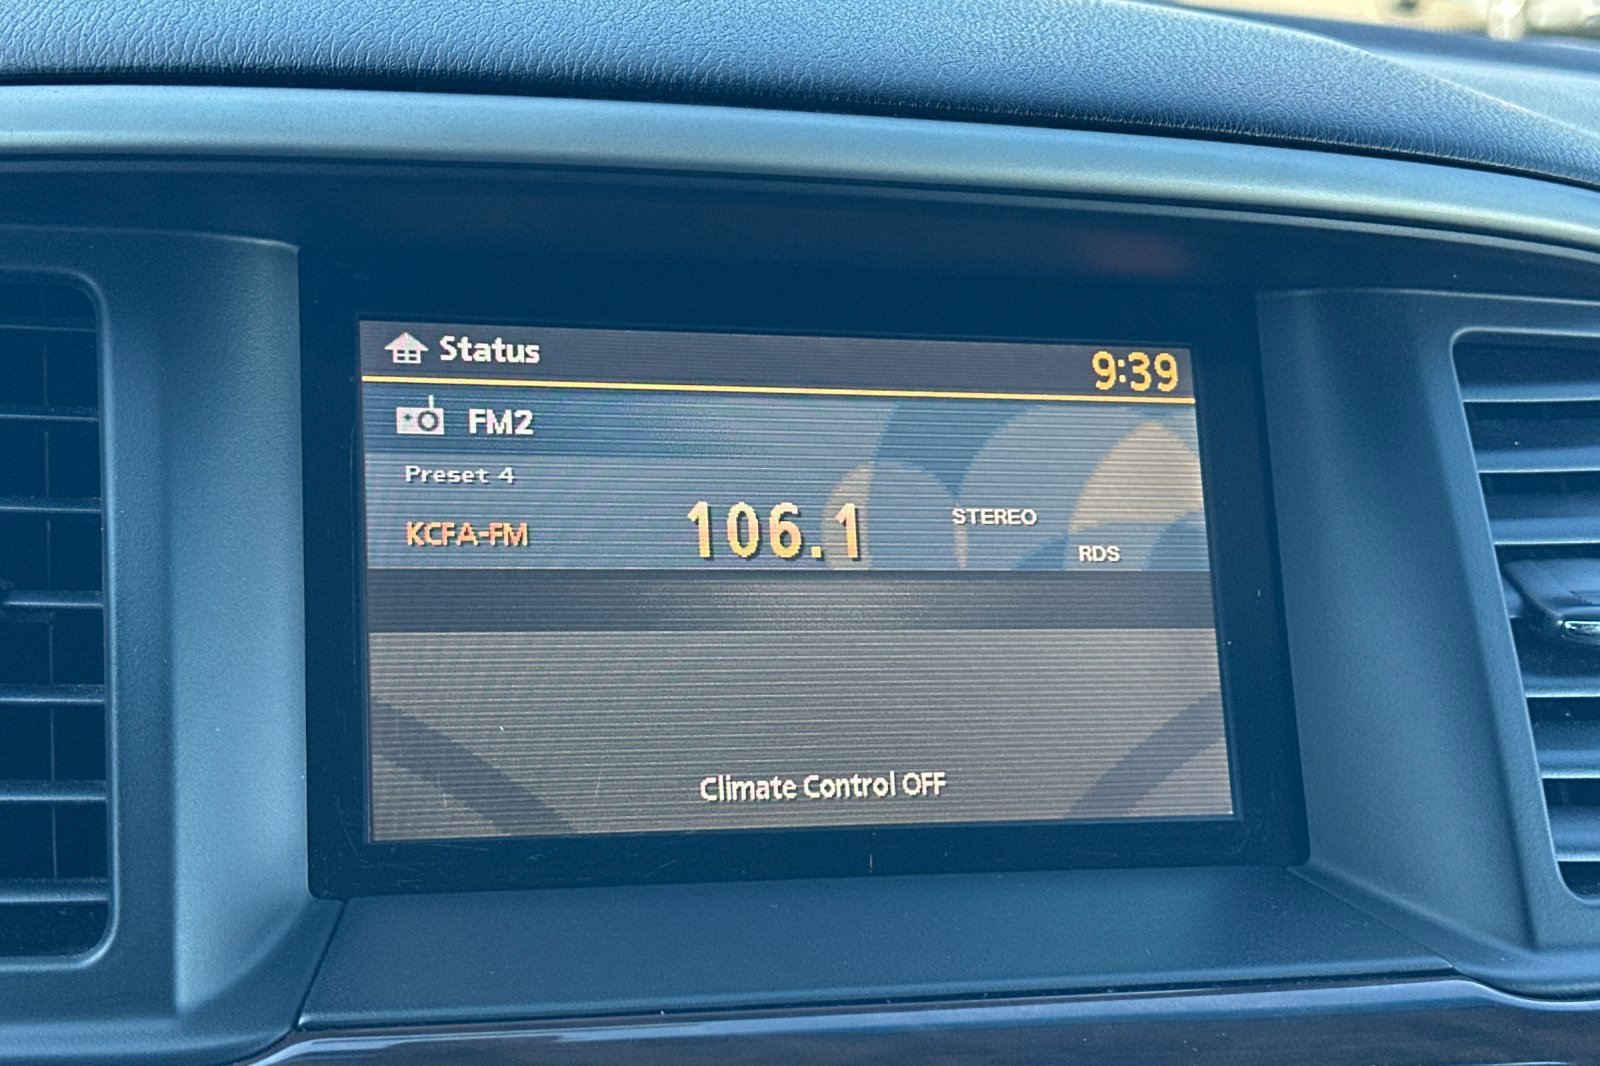 Status
9:39
FM2
Preset 4
KCFA-FM
106.1
STEREO
RDS
Climate Control OFF